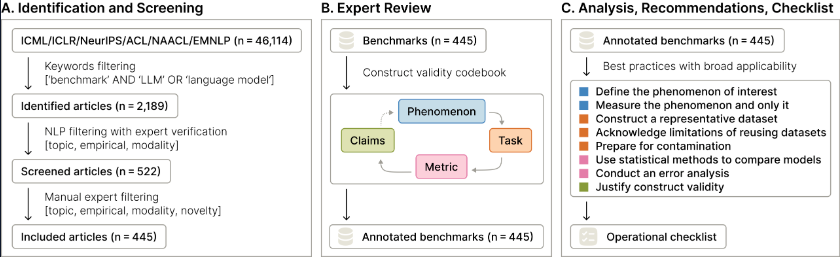 A. Identification and Screening
ICML/ICLR/NeurIPS/ACL/NAACL/EMNLP (n = 46,114)
Keywords filtering
['benchmark' AND 'LLM' OR 'language model']
Identified articles (n = 2,189)
NLP filtering with expert verification
[topic, empirical, modality]
Screened articles (n = 522)
Manual expert filtering
[topic, empirical, modality, novelty]
Included articles (n = 445)
B. Expert Review
Benchmarks (n = 445)
Construct validity codebook
Phenomenon
Claims
Task
Metric
Annotated benchmarks (n = 445)
C. Analysis, Recommendations, Checklist
Annotated benchmarks (n = 445)
Best practices with broad applicability
Define the phenomenon of interest
Measure the phenomenon and only it
Construct a representative dataset
Acknowledge limitations of reusing datasets
Prepare for contamination
Use statistical methods to compare models
Conduct an error analysis
Justify construct validity
Operational checklist